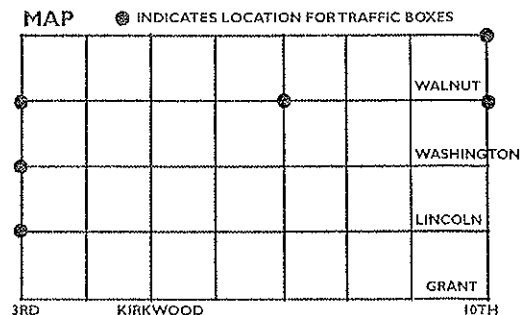 MAP
INDICATES LOCATION FOR TRAFFIC BOXES
WALNUT
WASHINGTON
LINCOLN
GRANT
3RD KIRKWOOD 10TH